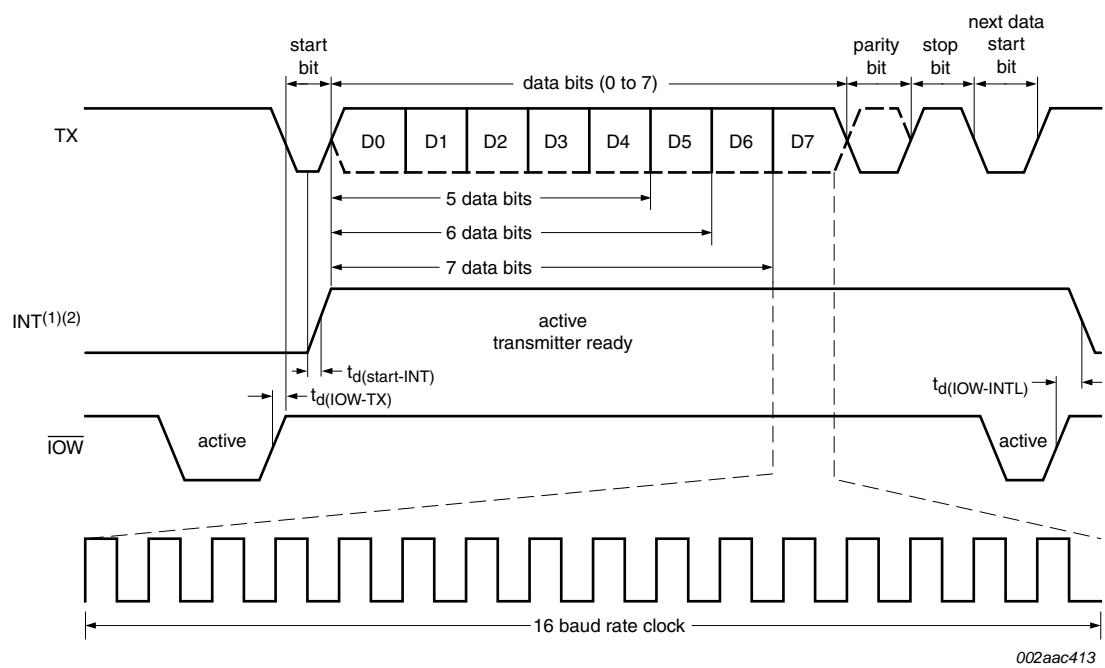 next data
start
bit
start
bit
parity
bit
stop
bit
data bits (0 to 7)
TX
D0 D1 D2 D3 D4 D5 D6 D7
5 data bits
6 data bits
7 data bits
INT(1)(2)
active
transmitter ready
td(start-INT)
td(IOW-TX)
td(IOW-INTL)
IOW
active
active
16 baud rate clock
002aac413